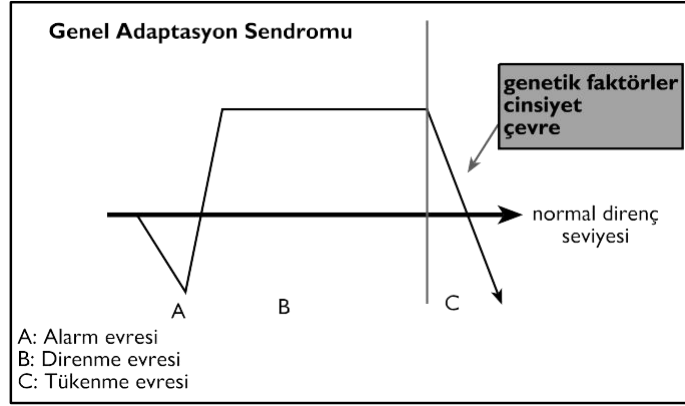 Genel Adaptasyon Sendromu
genetik faktörler
cinsiyet
çevre
normal direnç
seviyesi
A
B
C
A: Alarm evresi
B: Direnme evresi
C: Tükenme evresi